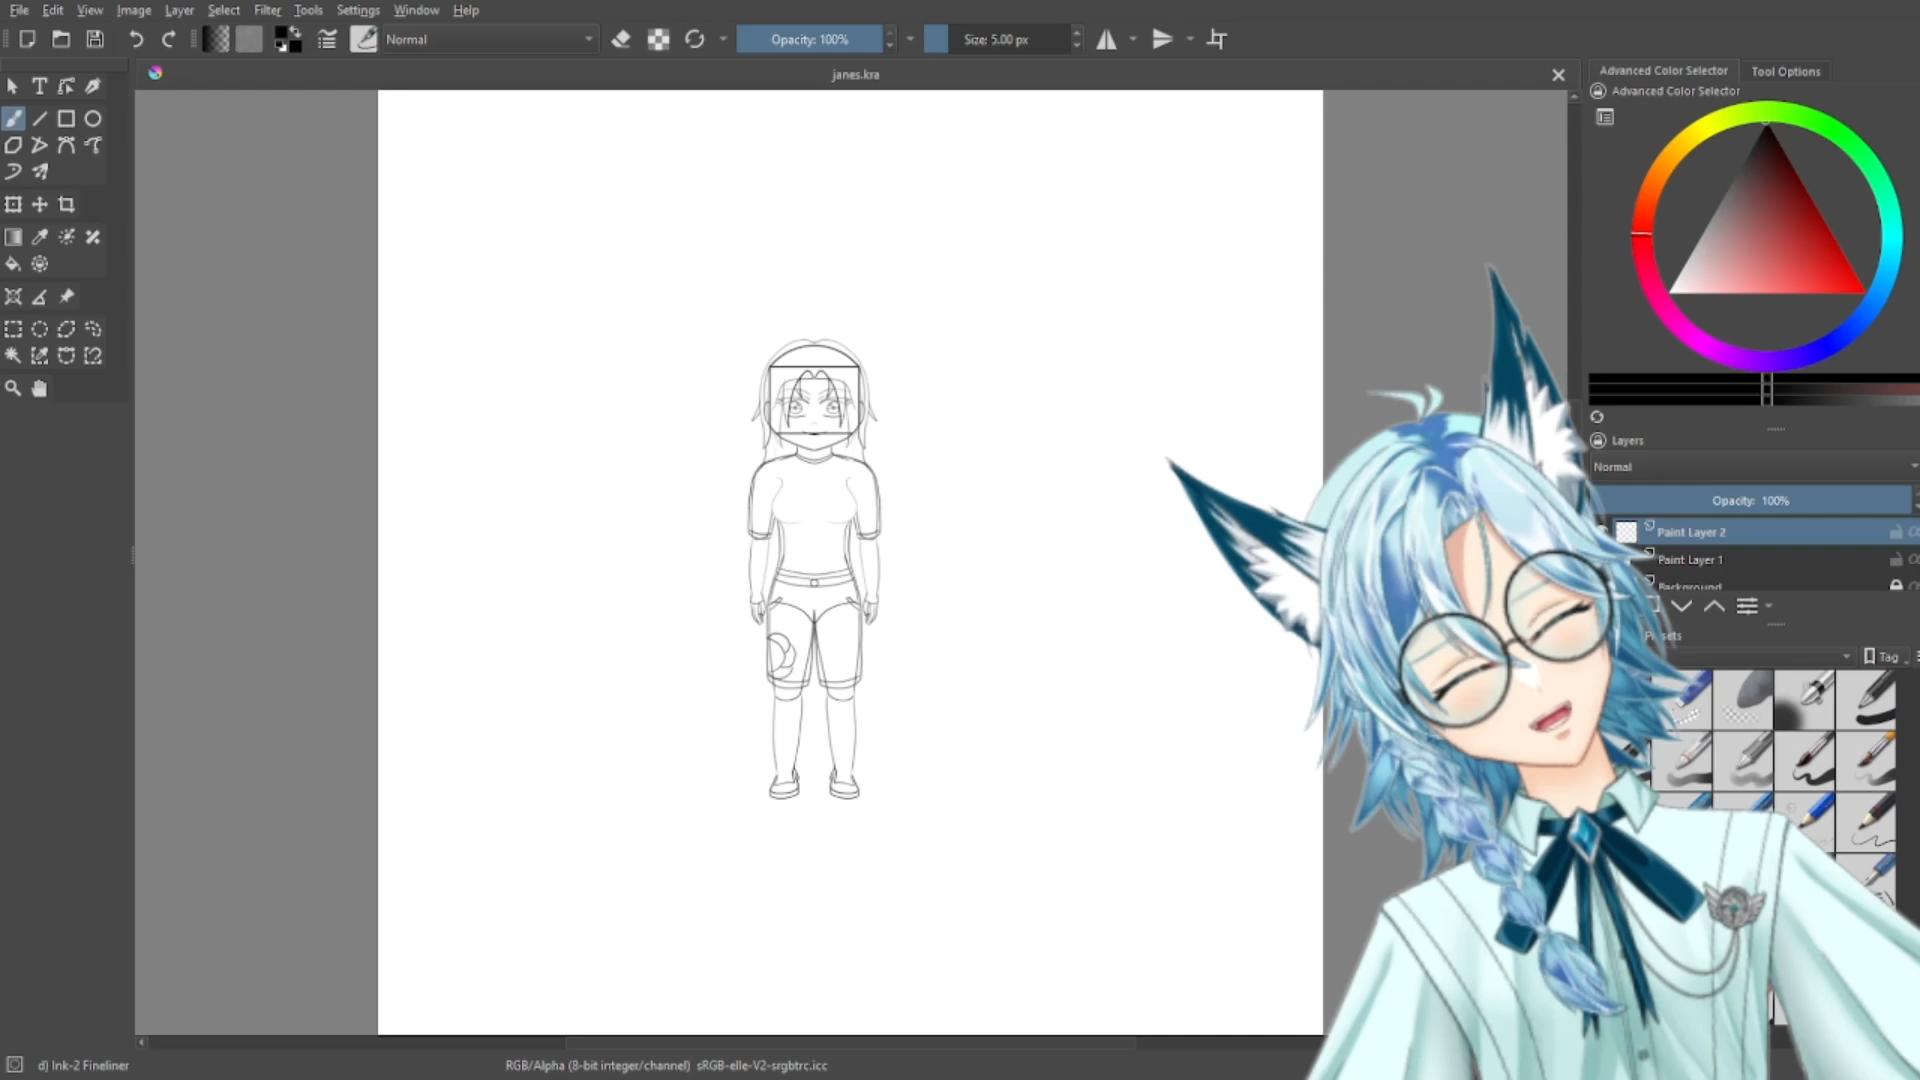 File Edit View Image Layer Select Filter Tools Settings Window Help
Normal
Opacity: 100%
Size: 5.00 px
janes.kra
Advanced Color Selector
Tool Options
Advanced Color Selector
Layers
Normal
Opacity: 100%
Paint Layer 2
Paint Layer 1
Background
Tag
d) Ink-2 Fineliner
RGB/Alpha (8-bit integer/channel) sRGB-elle-V2-srgbtrc.icc